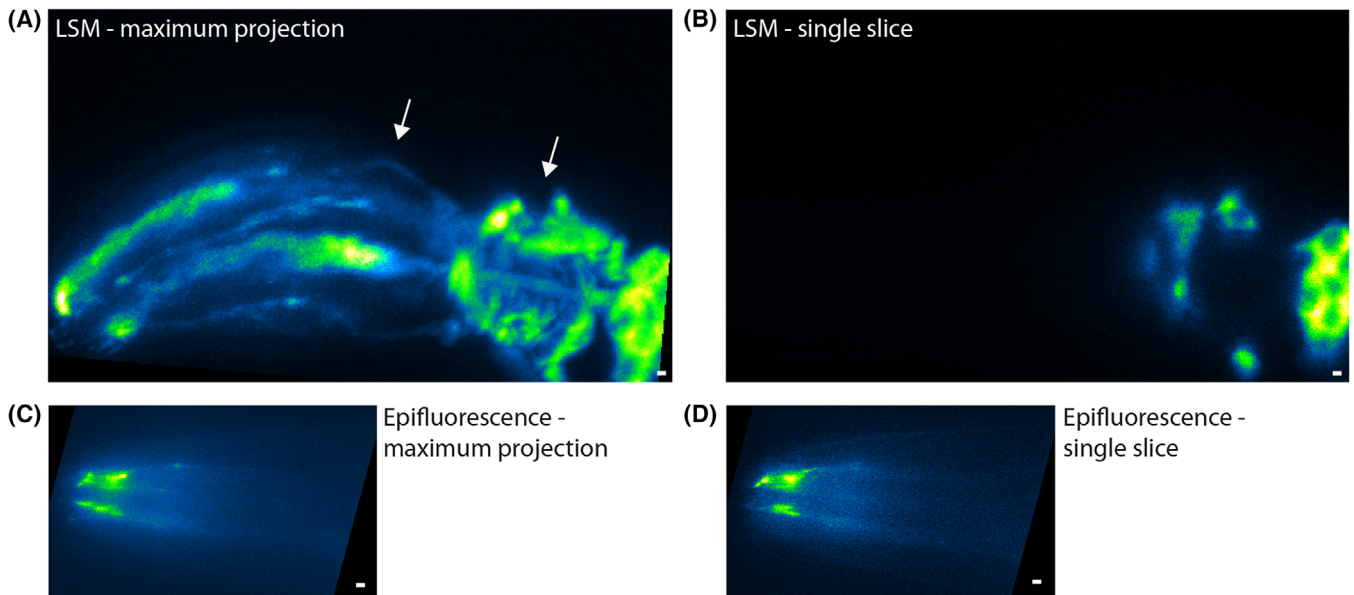 (A)
LSM - maximum projection
(B)
LSM - single slice
(C)
Epifluorescence -
maximum projection
(D)
Epifluorescence -
single slice